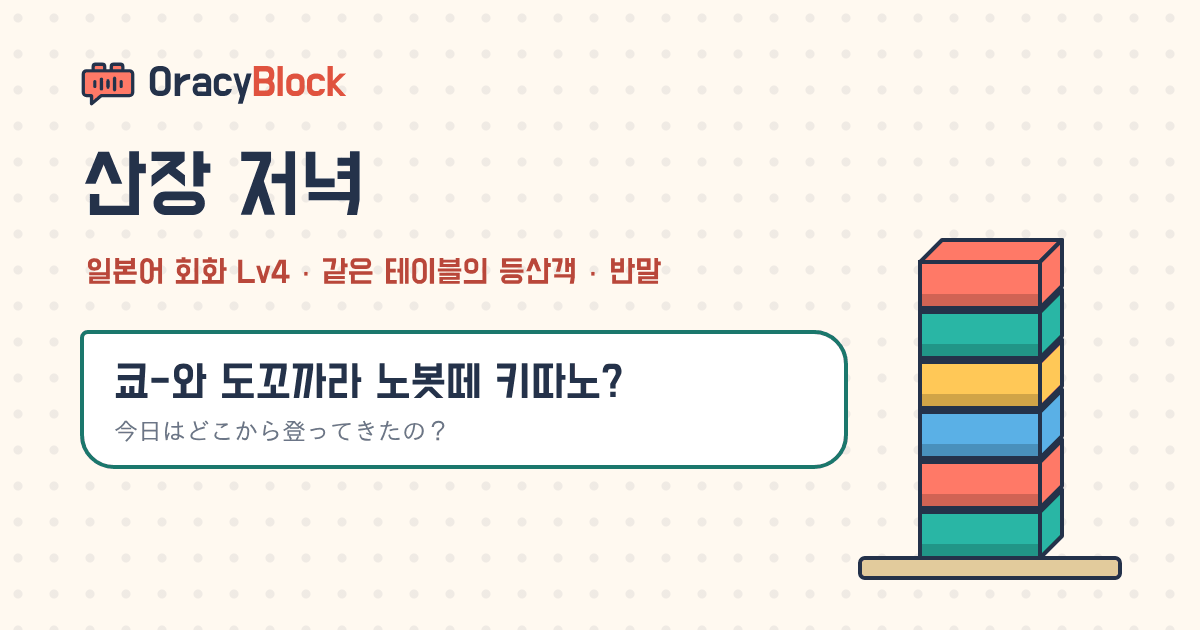 OracyBlock
산장 저녁
일본어 회화 Lv4 · 같은 테이블의 등산객 · 반말
쿄-와 도꼬까라 노봇떼 키따노?
今日はどこから登ってきたの？